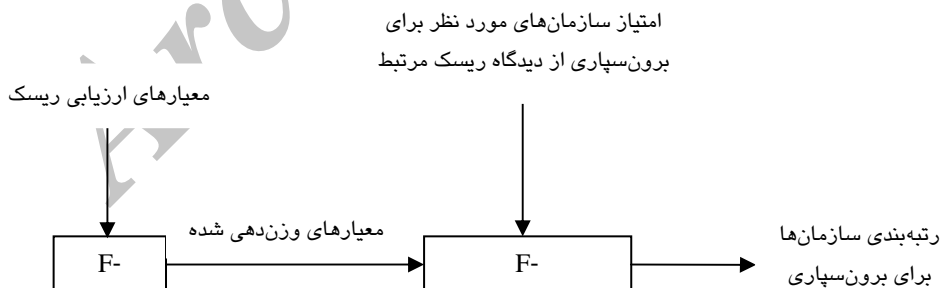 امتیاز سازمان‌های مورد نظر برای
برون‌سپاری از دیدگاه ریسک مرتبط
معیارهای ارزیابی ریسک
معیارهای وزن‌دهی شده
رتبه‌بندی سازمان‌ها
برای برون‌سپاری
F-
F-